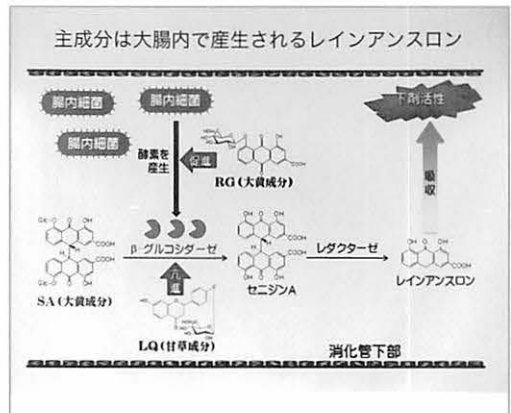 主成分は大腸内で産生されるレインアンスロン
腸内細菌
腸内細菌
腸内細菌
下剤活性
酵素を
産生
促進
RG(大黄成分)
吸収
β-グルコシダーゼ
レダクターゼ
亢進
SA(大黄成分)
セニジンA
レインアンスロン
LQ(甘草成分)
消化管下部